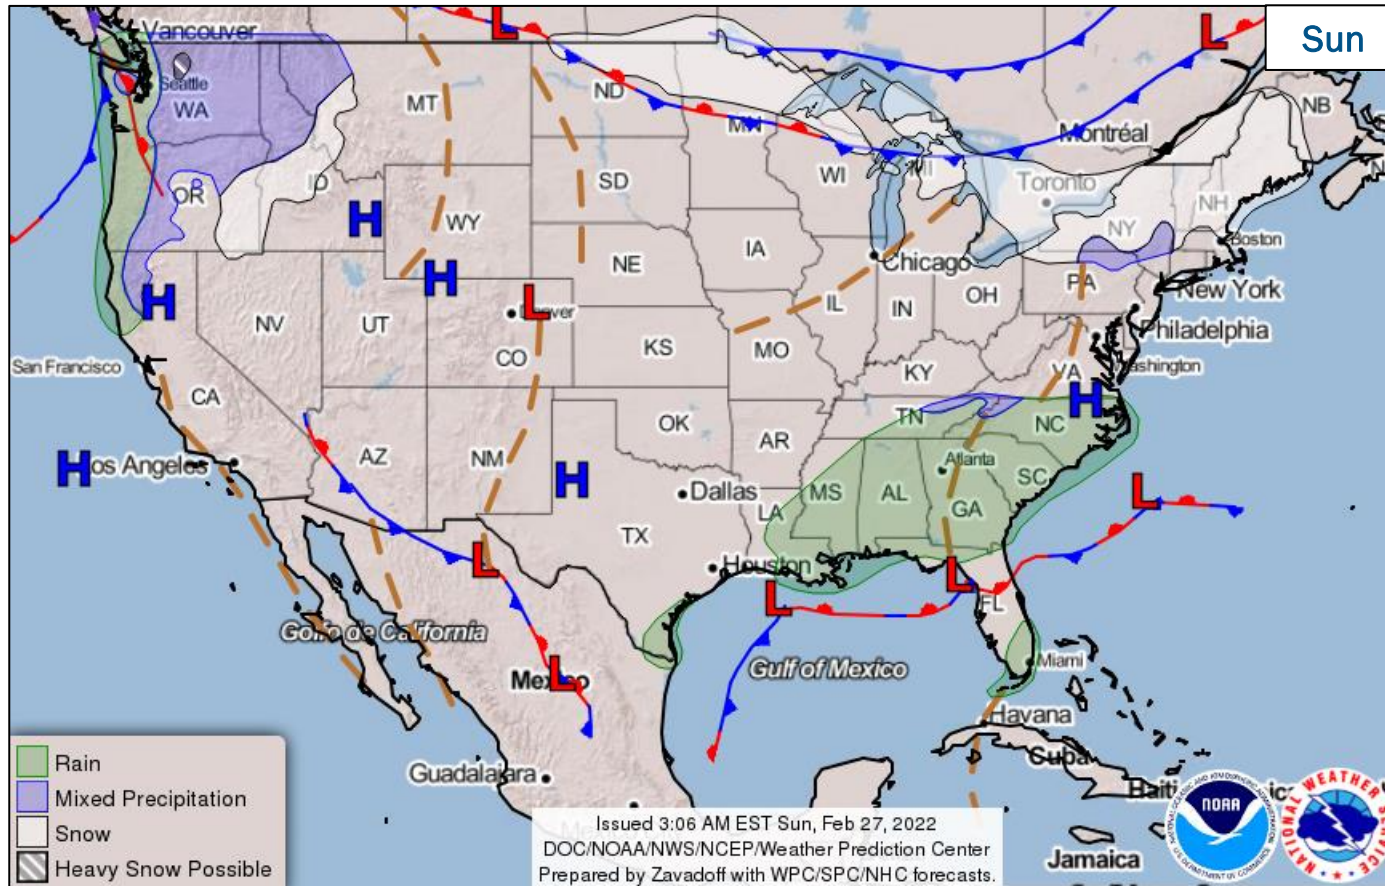 Sun
Vancouver
Seattle
WA
MT
ND
MN
Montréal
NB
OR
ID
WY
SD
WI
MI
Toronto
NY
NH
Boston
H
H
H
L
L
L
NV
UT
CO
NE
IA
Chicago
IL
IN
OH
PA
New York
Philadelphia
San Francisco
CA
KS
MO
KY
VA
H
AZ
NM
OK
AR
TN
NC
H
os Angeles
H
Dallas
TX
LA
MS
AL
Atlanta
GA
SC
L
L
Houston
L
L
FL
Golfo de California
L
Gulf of Mexico
Miami
Havana
Cuba
Guadalajara
Jamaica
Rain
Mixed Precipitation
Snow
Heavy Snow Possible
Issued 3:06 AM EST Sun, Feb 27, 2022
DOC/NOAA/NWS/NCEP/Weather Prediction Center
Prepared by Zavadoff with WPC/SPC/NHC forecasts.
NOAA
NATIONAL WEATHER SERVICE